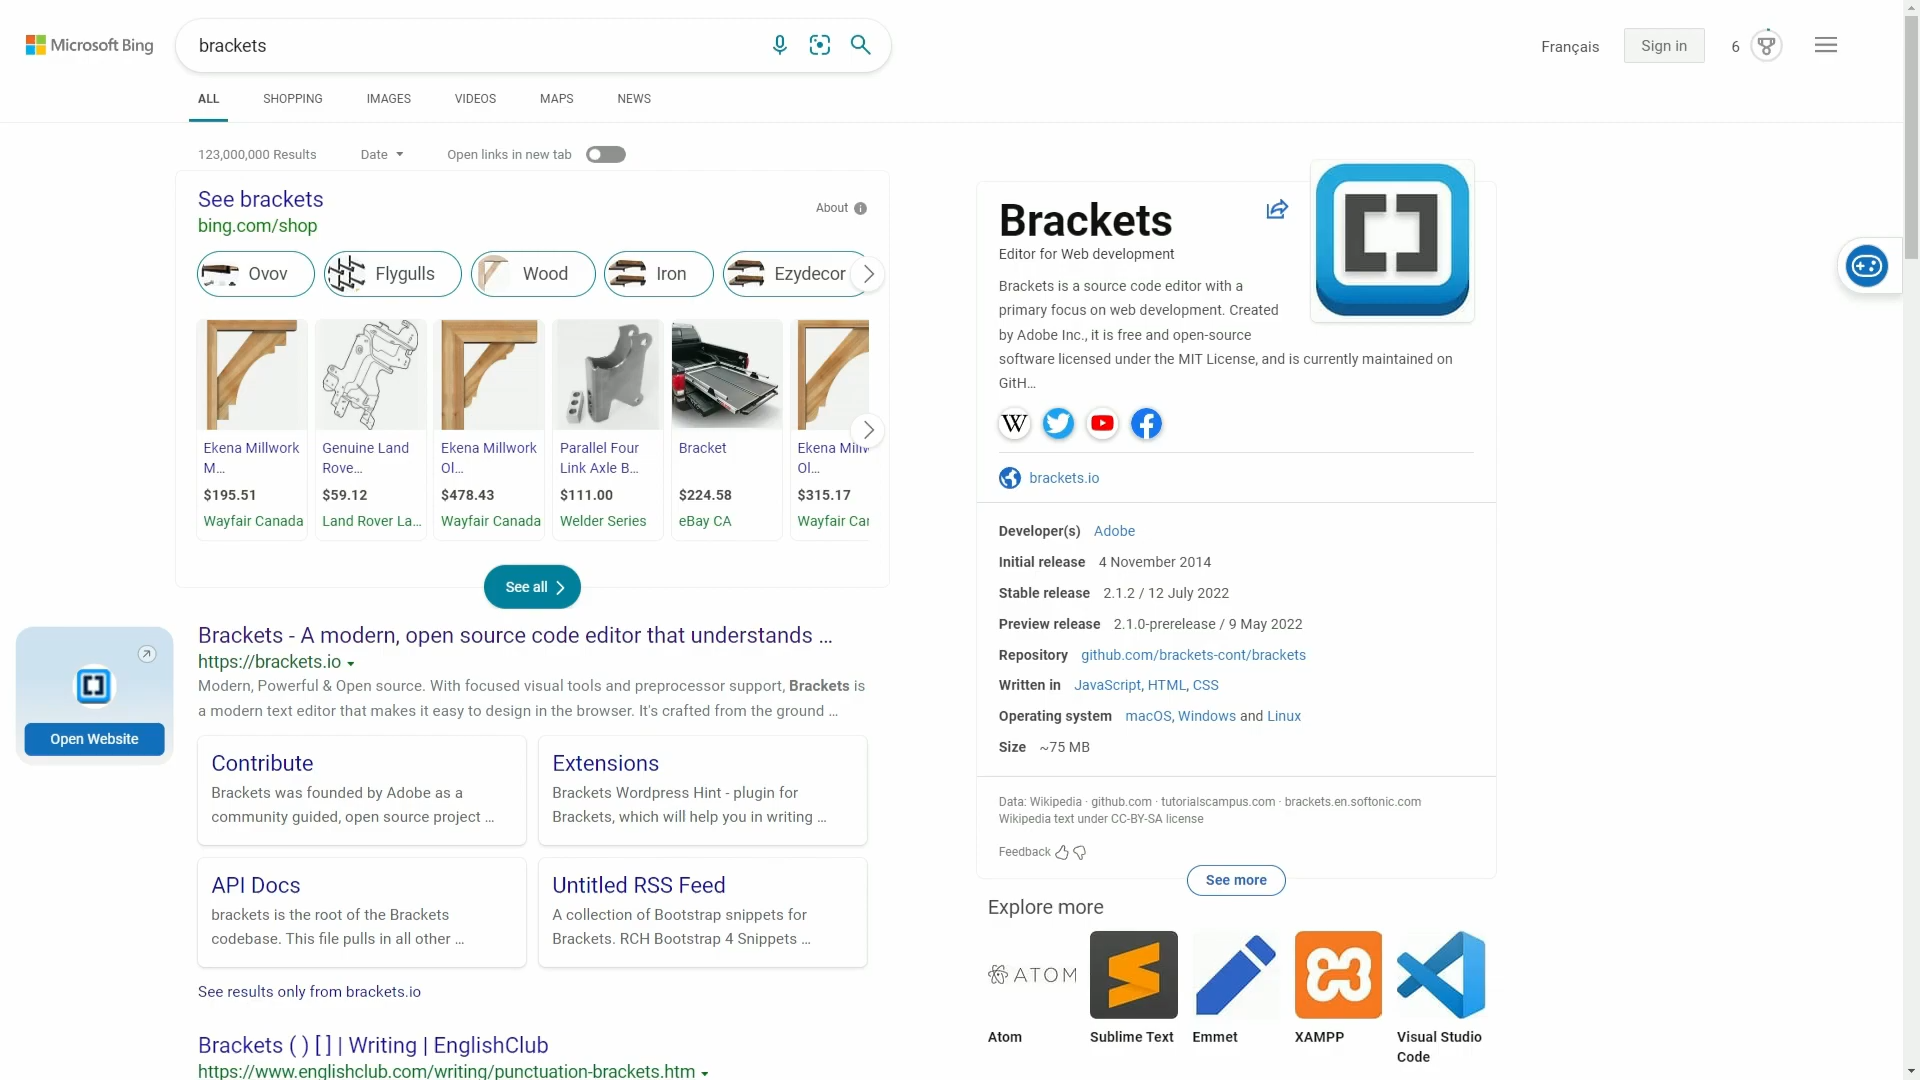 Microsoft Bing
brackets
Français
Sign in
6
ALL
SHOPPING
IMAGES
VIDEOS
MAPS
NEWS
123,000,000 Results
Date
Open links in new tab
See brackets
bing.com/shop
About
Ovov
Flygulls
Wood
Iron
Ezydecor
Ekena Millwork
M...
$195.51
Wayfair Canada
Genuine Land
Rove...
$59.12
Land Rover La...
Ekena Millwork
Ol...
$478.43
Wayfair Canada
Parallel Four
Link Axle B...
$111.00
Welder Series
Bracket
$224.58
eBay CA
Ekena Millw
Ol...
$315.17
Wayfair Car
See all
Open Website
Brackets - A modern, open source code editor that understands ...
https://brackets.io
Modern, Powerful & Open source. With focused visual tools and preprocessor support, Brackets is
a modern text editor that makes it easy to design in the browser. It's crafted from the ground ...
Contribute
Brackets was founded by Adobe as a
community guided, open source project ...
Extensions
Brackets Wordpress Hint - plugin for
Brackets, which will help you in writing ...
API Docs
brackets is the root of the Brackets
codebase. This file pulls in all other ...
Untitled RSS Feed
A collection of Bootstrap snippets for
Brackets. RCH Bootstrap 4 Snippets ...
See results only from brackets.io
Brackets ( ) [ ] | Writing | EnglishClub
https://www.englishclub.com/writing/punctuation-brackets.htm
Brackets
Editor for Web development
Brackets is a source code editor with a
primary focus on web development. Created
by Adobe Inc., it is free and open-source
software licensed under the MIT License, and is currently maintained on
GitH...
W
brackets.io
Developer(s) Adobe
Initial release 4 November 2014
Stable release 2.1.2 / 12 July 2022
Preview release 2.1.0-prerelease / 9 May 2022
Repository github.com/brackets-cont/brackets
Written in JavaScript, HTML, CSS
Operating system macOS, Windows and Linux
Size ~75 MB
Data: Wikipedia · github.com · tutorialscampus.com · brackets.en.softonic.com
Wikipedia text under CC-BY-SA license
Feedback
See more
Explore more
ATOM
Atom
Sublime Text
Emmet
XAMPP
Visual Studio
Code